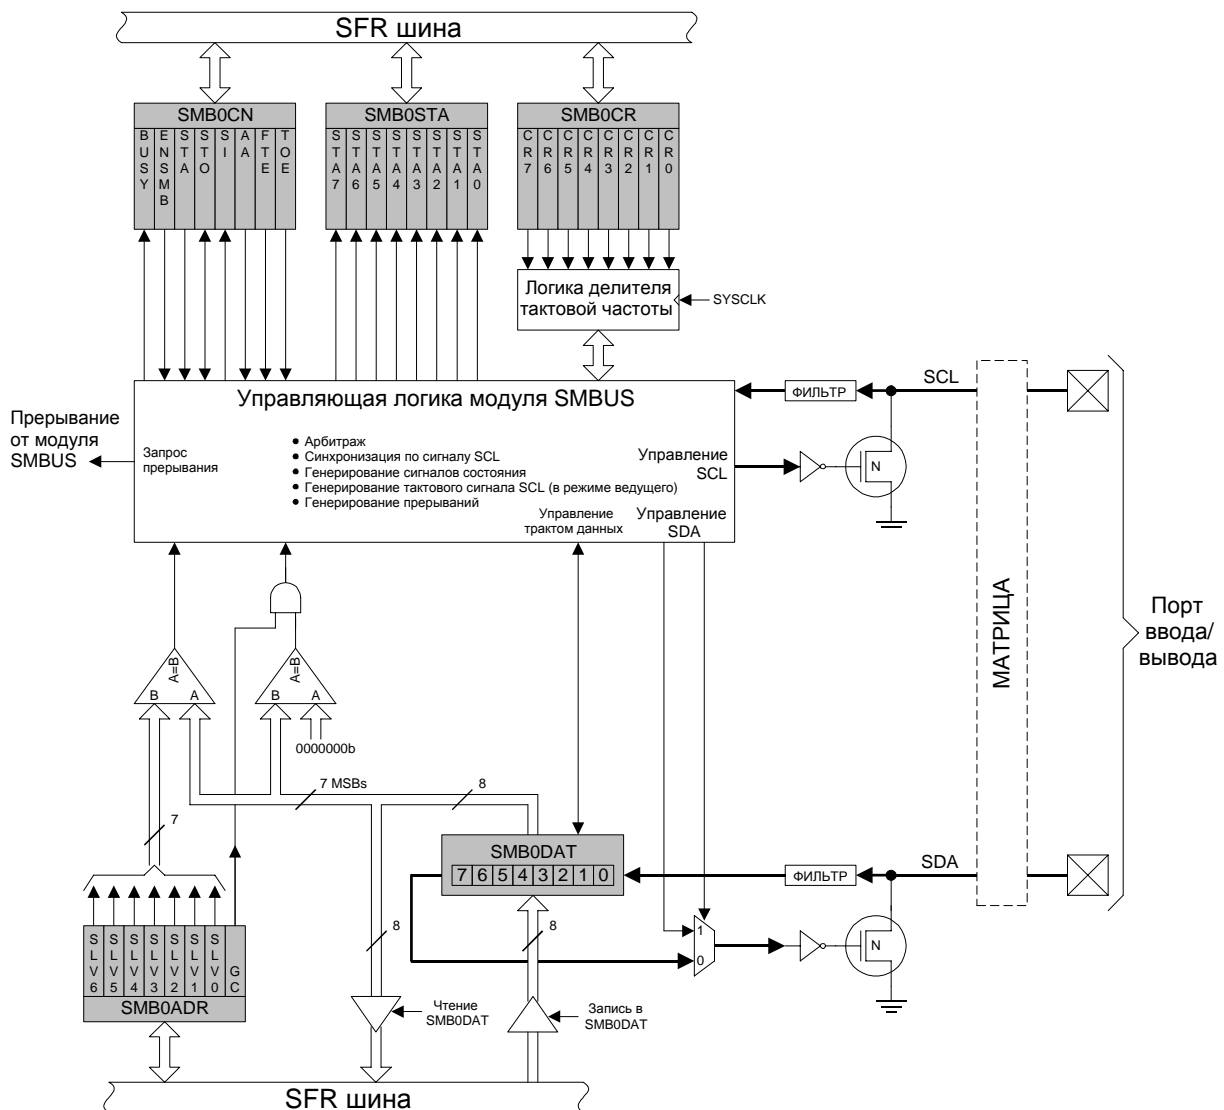 SFR шина
SMB0CN
BUSY
ENSMB
STA
STO
SI
AA
FTE
TOE
SMB0STA
STA7
STA6
STA5
STA4
STA3
STA2
STA1
STA0
SMB0CR
CR7
CR6
CR5
CR4
CR3
CR2
CR1
CR0
Логика делителя
тактовой частоты
SYSCLK
Управляющая логика модуля SMBUS
Прерывание
от модуля
SMBUS
Запрос
прерывания
• Арбитраж
• Синхронизация по сигналу SCL
• Генерирование сигналов состояния
• Генерирование тактового сигнала SCL (в режиме ведущего)
• Генерирование прерываний
Управление
SCL
Управление
трактом данных
Управление
SDA
ФИЛЬТР
SCL
N
МАТРИЦА
Порт
ввода/
вывода
A=B
B
A
A=B
B
A
0000000b
7 MSBs
8
7
SMB0DAT
7 6 5 4 3 2 1 0
ФИЛЬТР
SDA
1
0
N
8
8
SLV6
SLV5
SLV4
SLV3
SLV2
SLV1
SLV0
GC
SMB0ADR
Чтение
SMB0DAT
Запись в
SMB0DAT
SFR шина